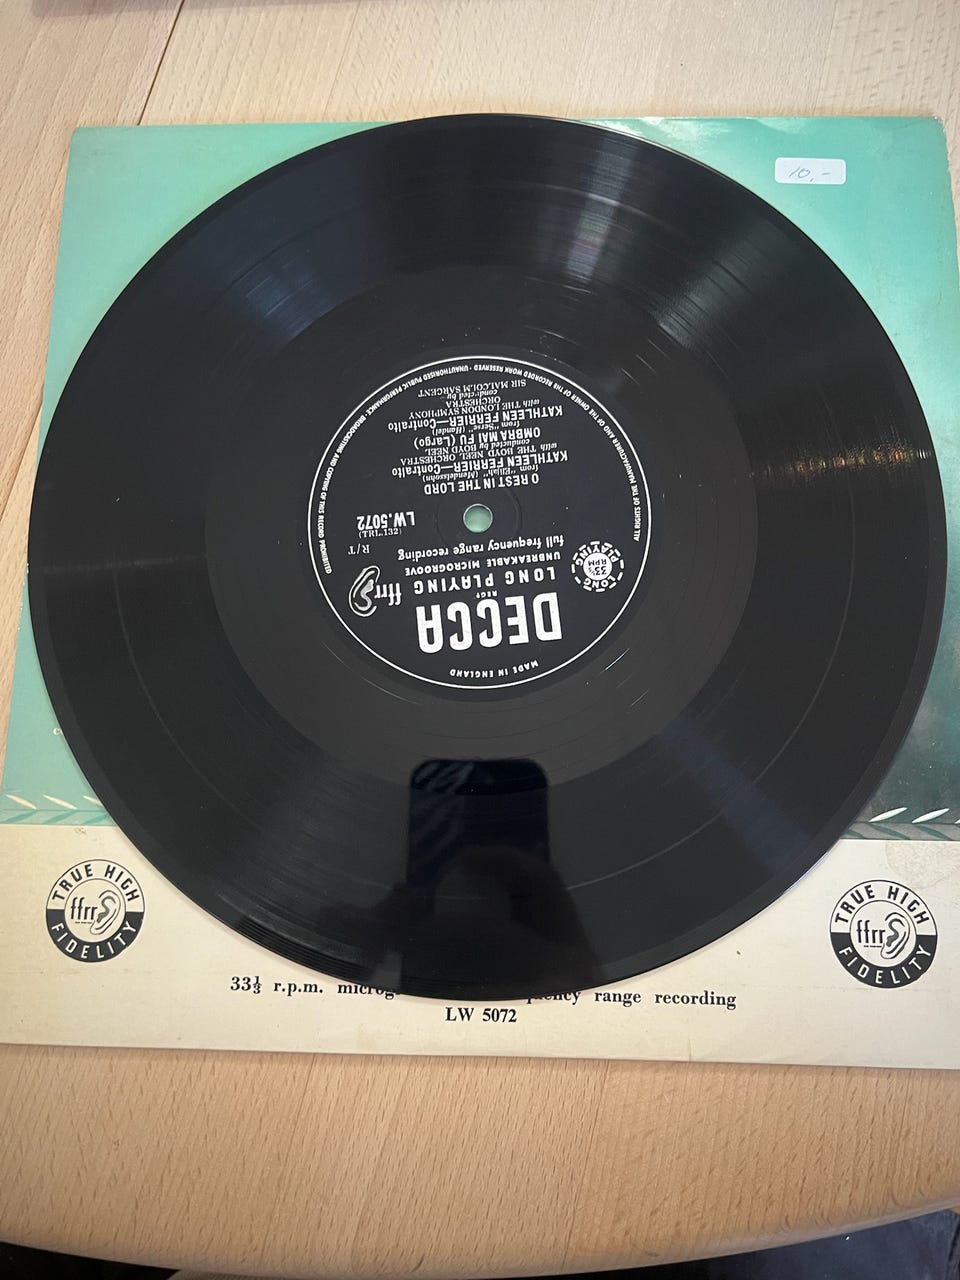 10,-
MADE IN ENGLAND
DECCA
REGD
LONG PLAYING
UNBREAKABLE MICROGROOVE
full frequency range recording
ffrr
LONG PLAYING
33⅓ RPM
R/T
(TRL.132)
LW.5072
O REST IN THE LORD
from "Elijah" (Mendelssohn)
KATHLEEN FERRIER—Contralto
with THE BOYD NEEL ORCHESTRA
conducted by BOYD NEEL
OMBRA MAI FU (Largo)
from "Serse" (Handel)
KATHLEEN FERRIER—Contralto
with THE LONDON SYMPHONY
ORCHESTRA
conducted by
SIR MALCOLM SARGENT
ALL RIGHTS OF THE MANUFACTURER AND OF THE OWNER OF THE RECORDED WORK RESERVED · UNAUTHORISED PUBLIC PERFORMANCE · BROADCASTING AND COPYING OF THIS RECORD PROHIBITED
TRUE HIGH
ffrr
FIDELITY
TRUE HIGH
ffrr
FIDELITY
33⅓ r.p.m. range recording
LW 5072